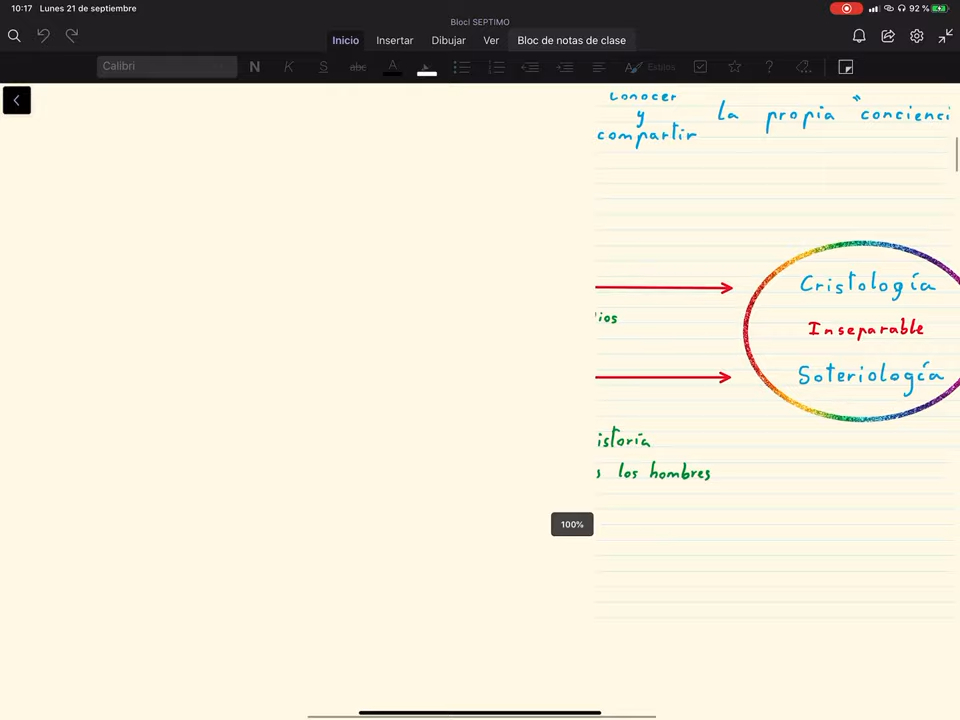 10:17 Lunes 21 de septiembre
92 %
Bloci SEPTIMO
Inicio Insertar Dibujar Ver Bloc de notas de clase
Calibri N K S abc A Estilos
Conocer
y
compartir
la propia "concienci
Cristología
Inseparable
ios
Soteriología
istoria
s los hombres
100%